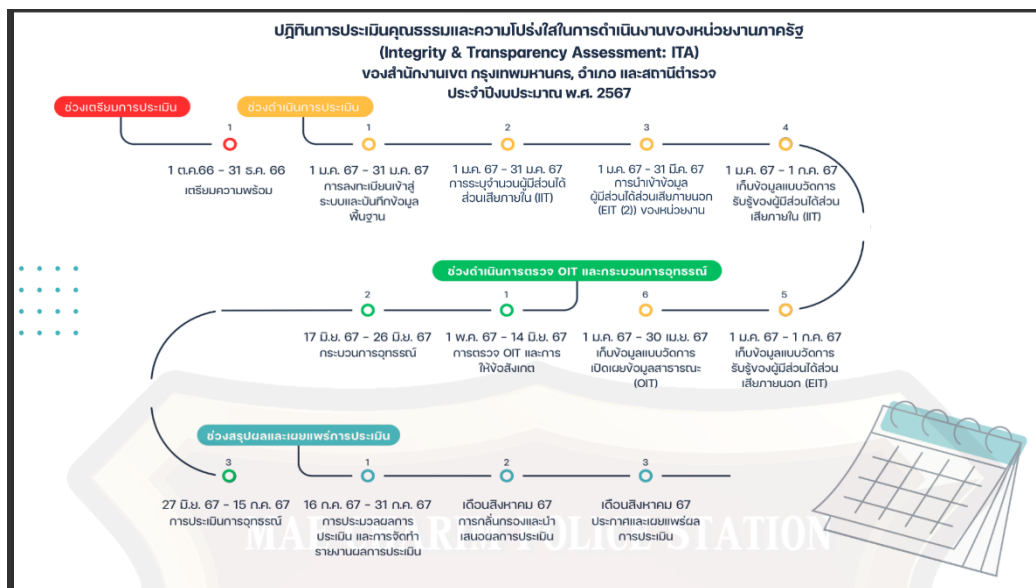 ปฏิทินการประเมินคุณธรรมและความโปร่งใสในการดำเนินงานของหน่วยงานภาครัฐ
(Integrity & Transparency Assessment: ITA)
ของสำนักงานเขต กรุงเทพมหานคร, อำเภอ และสถานีตำรวจ
ประจำปีงบประมาณ พ.ศ. 2567
ช่วงเตรียมการประเมิน
1
1 ต.ค.66 - 31 ธ.ค. 66
เตรียมความพร้อม
ช่วงดำเนินการประเมิน
1
1 ม.ค. 67 - 31 ม.ค. 67
การลงทะเบียนเข้าสู่
ระบบและบันทึกข้อมูล
พื้นฐาน
2
1 ม.ค. 67 - 31 ม.ค. 67
การระบุจำนวนผู้มีส่วนได้
ส่วนเสียภายใน (IIT)
3
1 ม.ค. 67 - 31 มี.ค. 67
การนำเข้าข้อมูล
ผู้มีส่วนได้ส่วนเสียภายนอก
(EIT (2)) ของหน่วยงาน
4
1 ม.ค. 67 - 1 ก.ค. 67
เก็บข้อมูลแบบวัดการ
รับรู้ของผู้มีส่วนได้ส่วน
เสียภายใน (IIT)
5
1 ม.ค. 67 - 1 ก.ค. 67
เก็บข้อมูลแบบวัดการ
รับรู้ของผู้มีส่วนได้ส่วน
เสียภายนอก (EIT)
6
1 ม.ค. 67 - 30 เม.ย. 67
เก็บข้อมูลแบบวัดการ
เปิดเผยข้อมูลสาธารณะ
(OIT)
ช่วงดำเนินการตรวจ OIT และกระบวนการอุทธรณ์
1
1 พ.ค. 67 - 14 มิ.ย. 67
การตรวจ OIT และการ
ให้ข้อสังเกต
2
17 มิ.ย. 67 - 26 มิ.ย. 67
กระบวนการอุทธรณ์
3
27 มิ.ย. 67 - 15 ก.ค. 67
การประเมินการอุทธรณ์
ช่วงสรุปผลและเผยแพร่การประเมิน
1
16 ก.ค. 67 - 31 ก.ค. 67
การประมวลผลการ
ประเมิน และการจัดทำ
รายงานผลการประเมิน
2
เดือนสิงหาคม 67
การกลั่นกรองและนำ
เสนอผลการประเมิน
3
เดือนสิงหาคม 67
ประกาศและเผยแพร่ผล
การประเมิน
POLICE STATION